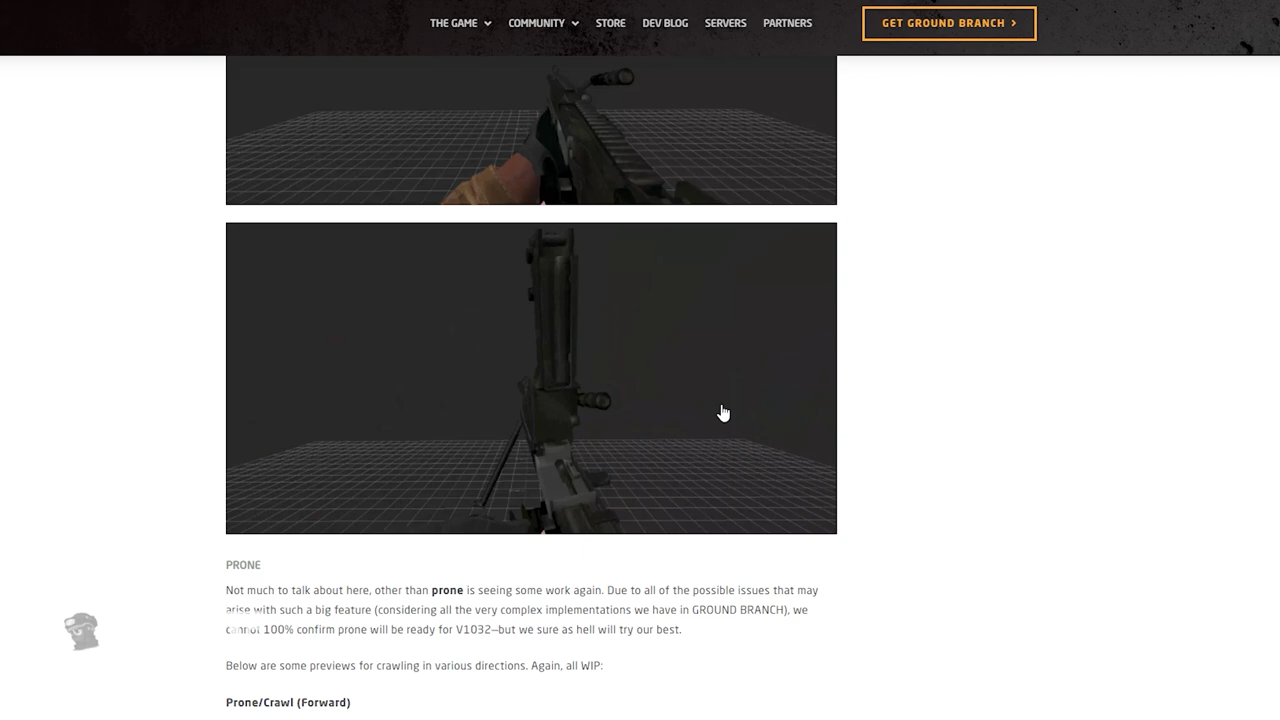 THE GAME COMMUNITY STORE DEV BLOG SERVERS PARTNERS GET GROUND BRANCH >
PRONE
Not much to talk about here, other than prone is seeing some work again. Due to all of the possible issues that may
arise with such a big feature (considering all the very complex implementations we have in GROUND BRANCH), we
cannot 100% confirm prone will be ready for V1032—but we sure as hell will try our best.
Below are some previews for crawling in various directions. Again, all WIP:
Prone/Crawl (Forward)